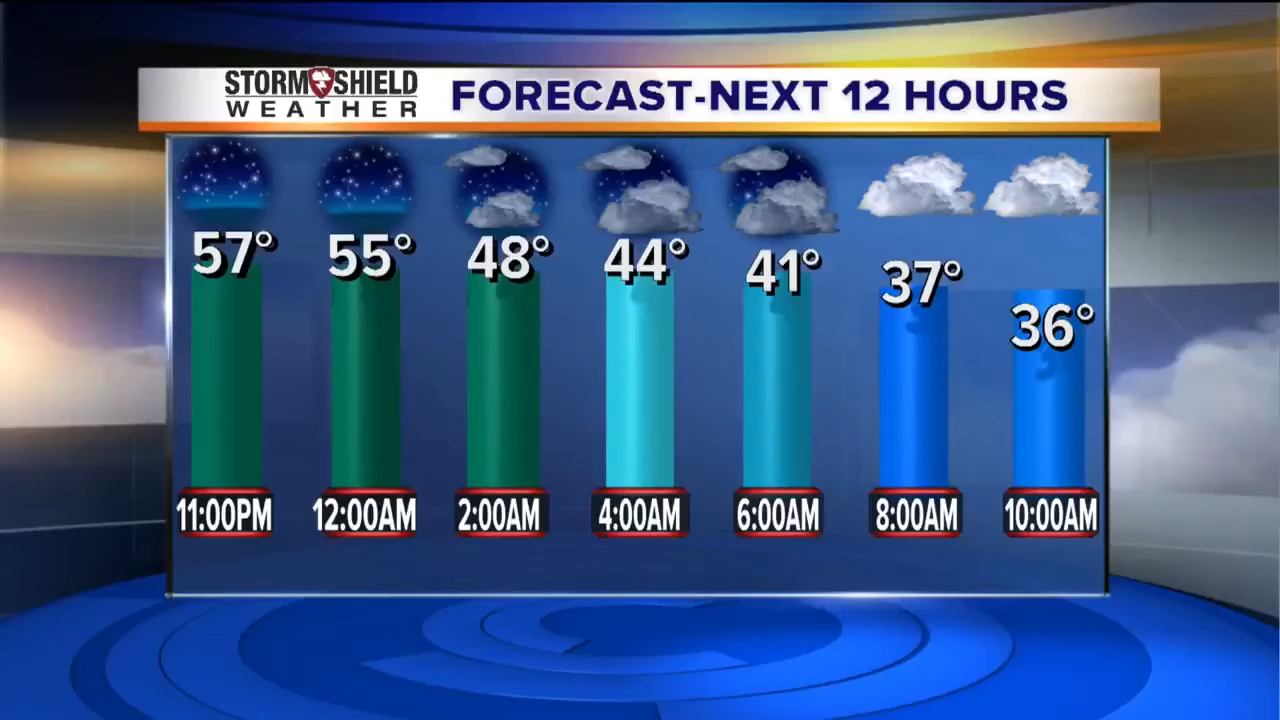 STORM SHIELD
WEATHER
FORECAST-NEXT 12 HOURS
57° 55° 48° 44° 41° 37° 36°
11:00PM 12:00AM 2:00AM 4:00AM 6:00AM 8:00AM 10:00AM